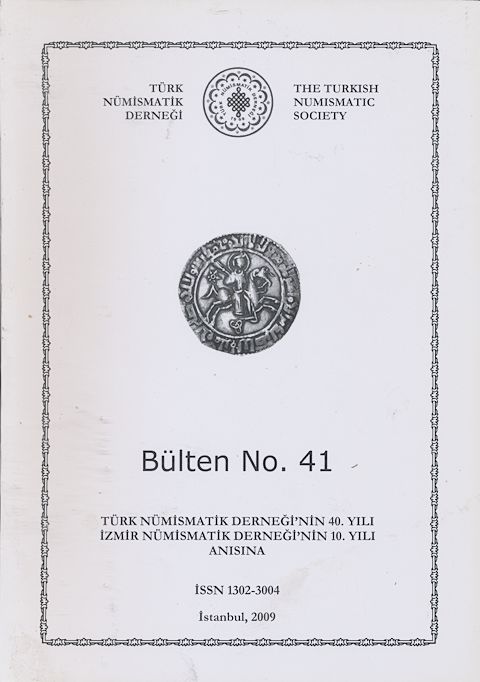 TÜRK
NÜMİSMATİK
DERNEĞİ
THE TURKISH
NUMISMATIC
SOCIETY
Bülten No. 41
TÜRK NÜMİSMATİK DERNEĞİ'NİN 40. YILI
İZMİR NÜMİSMATİK DERNEĞİ'NİN 10. YILI
ANISINA
İSSN 1302-3004
İstanbul, 2009